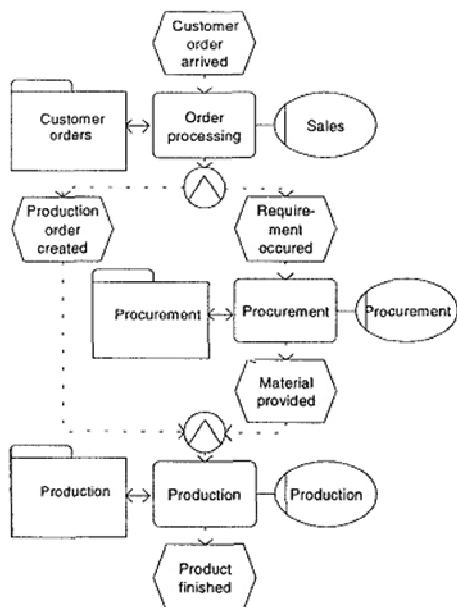 Customer
order
arrived
Customer
orders
Order
processing
Sales
Production
order
created
Require-
ment
occured
Procurement
Procurement
Procurement
Material
provided
Production
Production
Production
Product
finished